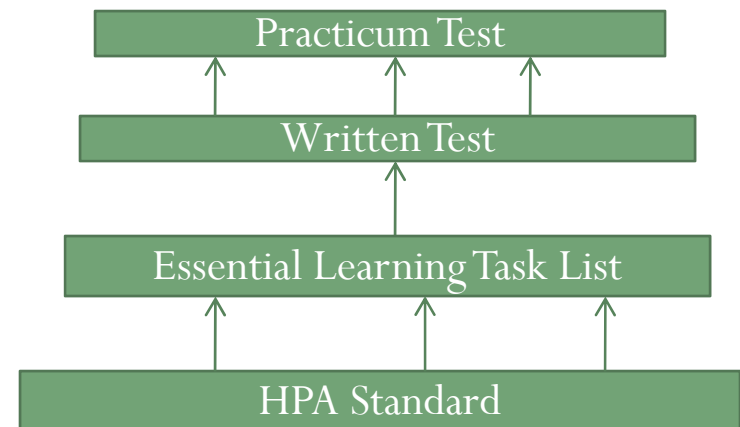 Practicum Test
Written Test
Essential Learning Task List
HPA Standard